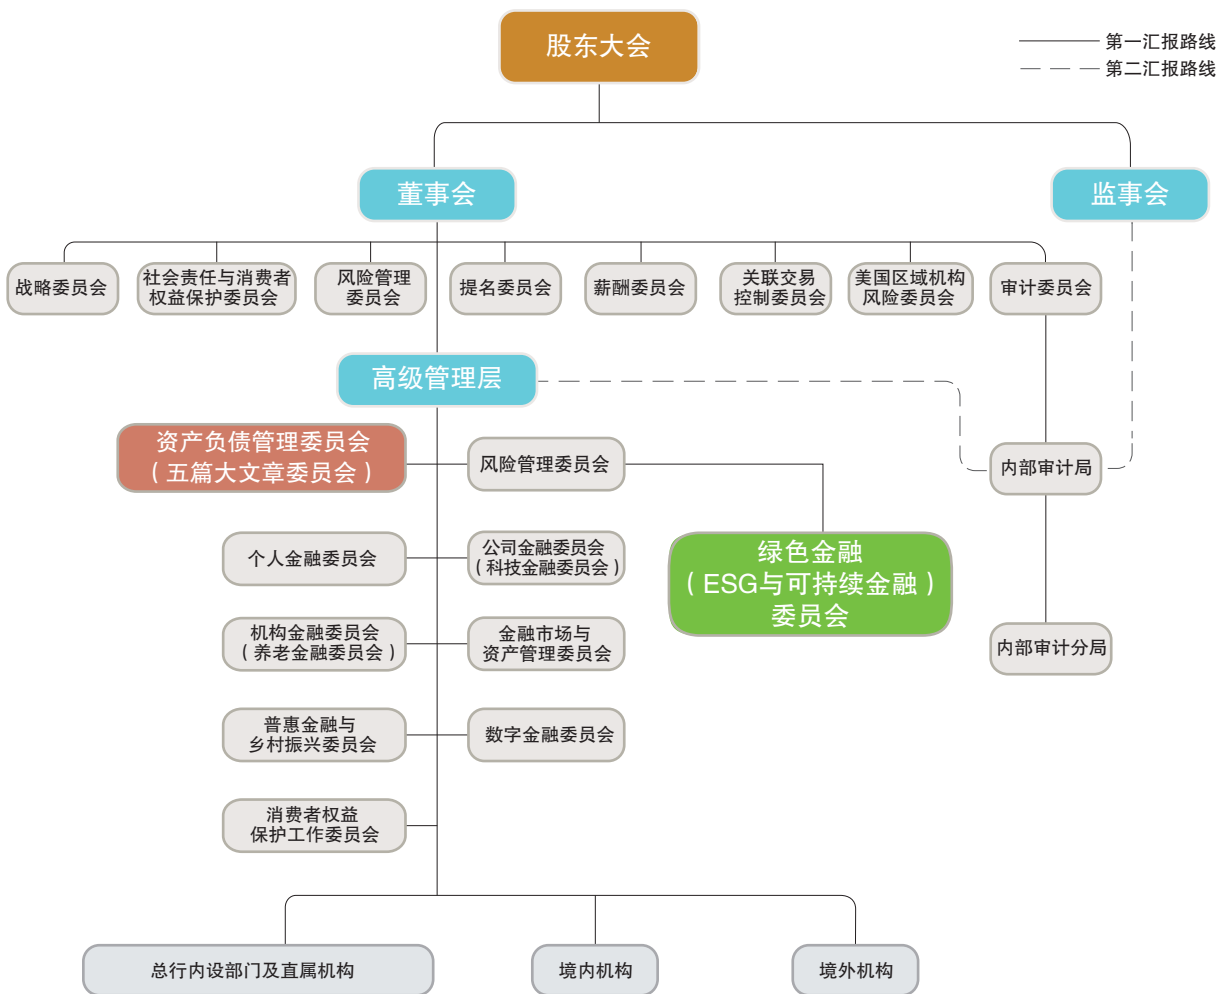 股东大会
第一汇报路线
第二汇报路线
董事会
监事会
战略委员会
社会责任与消费者
权益保护委员会
风险管理
委员会
提名委员会
薪酬委员会
关联交易
控制委员会
美国区域机构
风险委员会
审计委员会
高级管理层
资产负债管理委员会
（五篇大文章委员会）
风险管理委员会
内部审计局
个人金融委员会
公司金融委员会
（科技金融委员会）
绿色金融
（ESG与可持续金融）
委员会
机构金融委员会
（养老金融委员会）
金融市场与
资产管理委员会
内部审计分局
普惠金融与
乡村振兴委员会
数字金融委员会
消费者权益
保护工作委员会
总行内设部门及直属机构
境内机构
境外机构